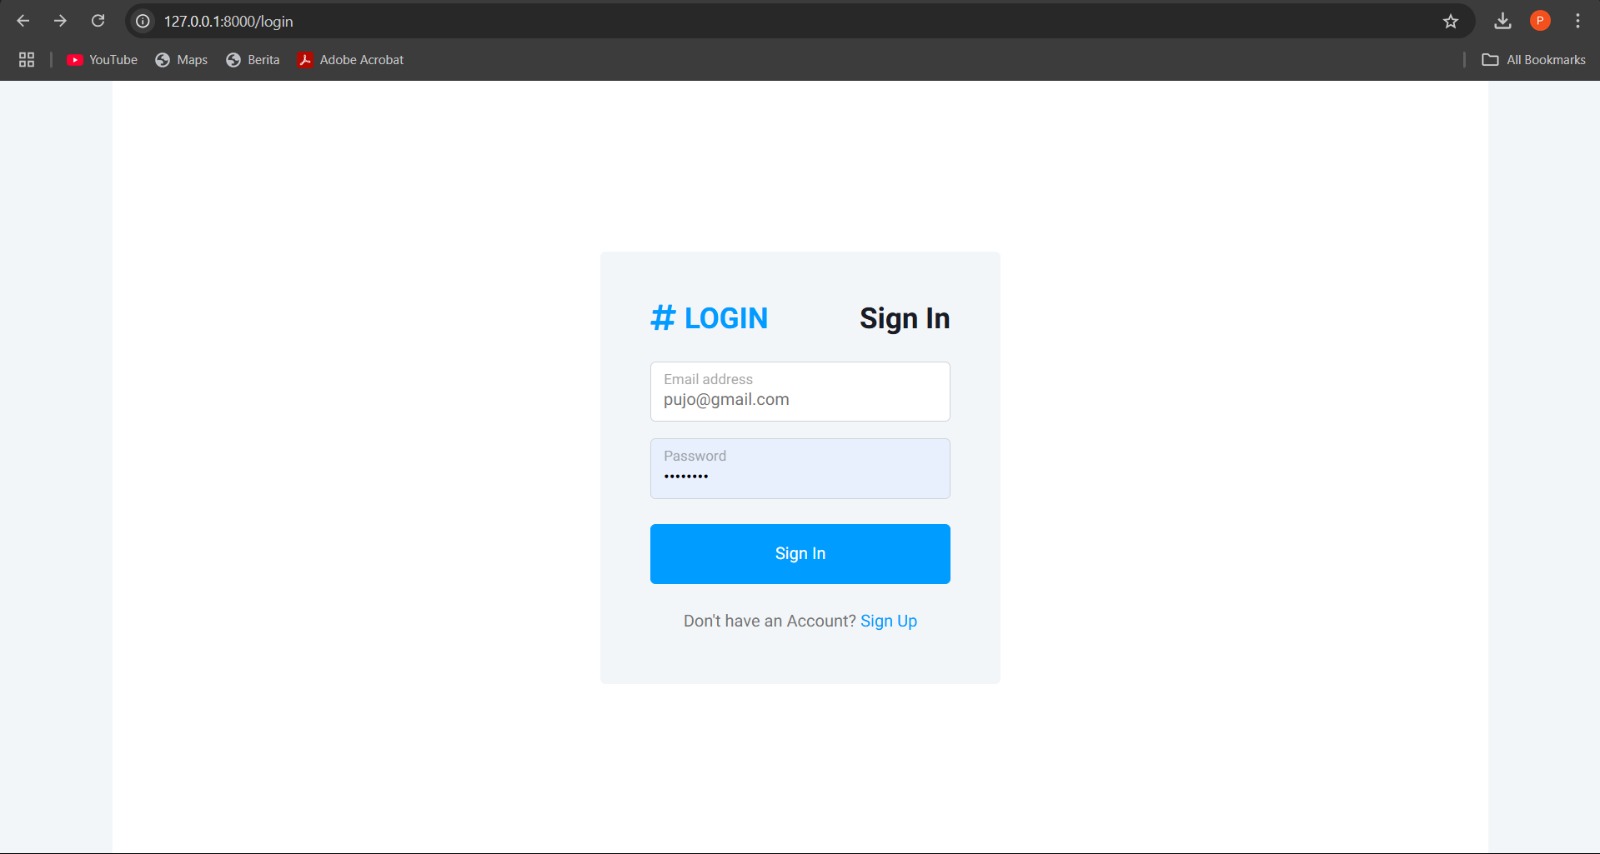 127.0.0.1:8000/login
P
YouTube
Maps
Berita
Adobe Acrobat
All Bookmarks
# LOGIN
Sign In
Email address
pujo@gmail.com
Password
••••••••
Sign In
Don't have an Account? Sign Up